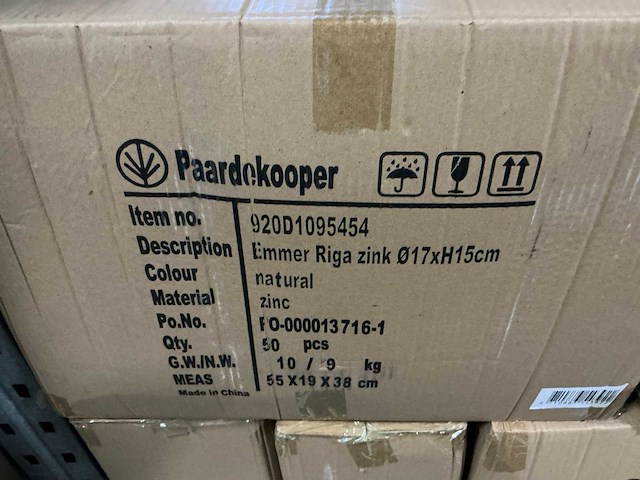 Paardekooper
Item no. 920D1095454
Description Emmer Riga zink Ø17xH15cm
Colour natural
Material zinc
Po.No. PO-000013716-1
Qty. 50 pcs
G.W./N.W. 10 / 9 kg
MEAS 55 X19 X 38 cm
Made in China